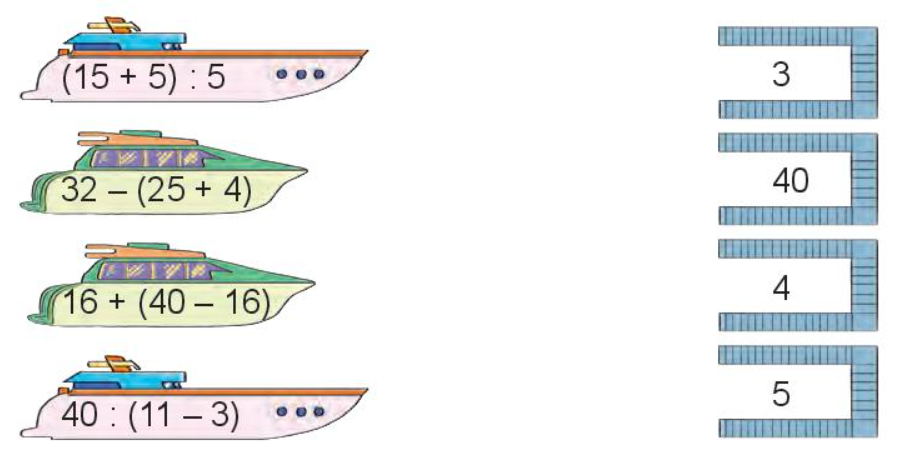 (15 + 5) : 5
3
32 – (25 + 4)
40
16 + (40 – 16)
4
40 : (11 – 3)
5